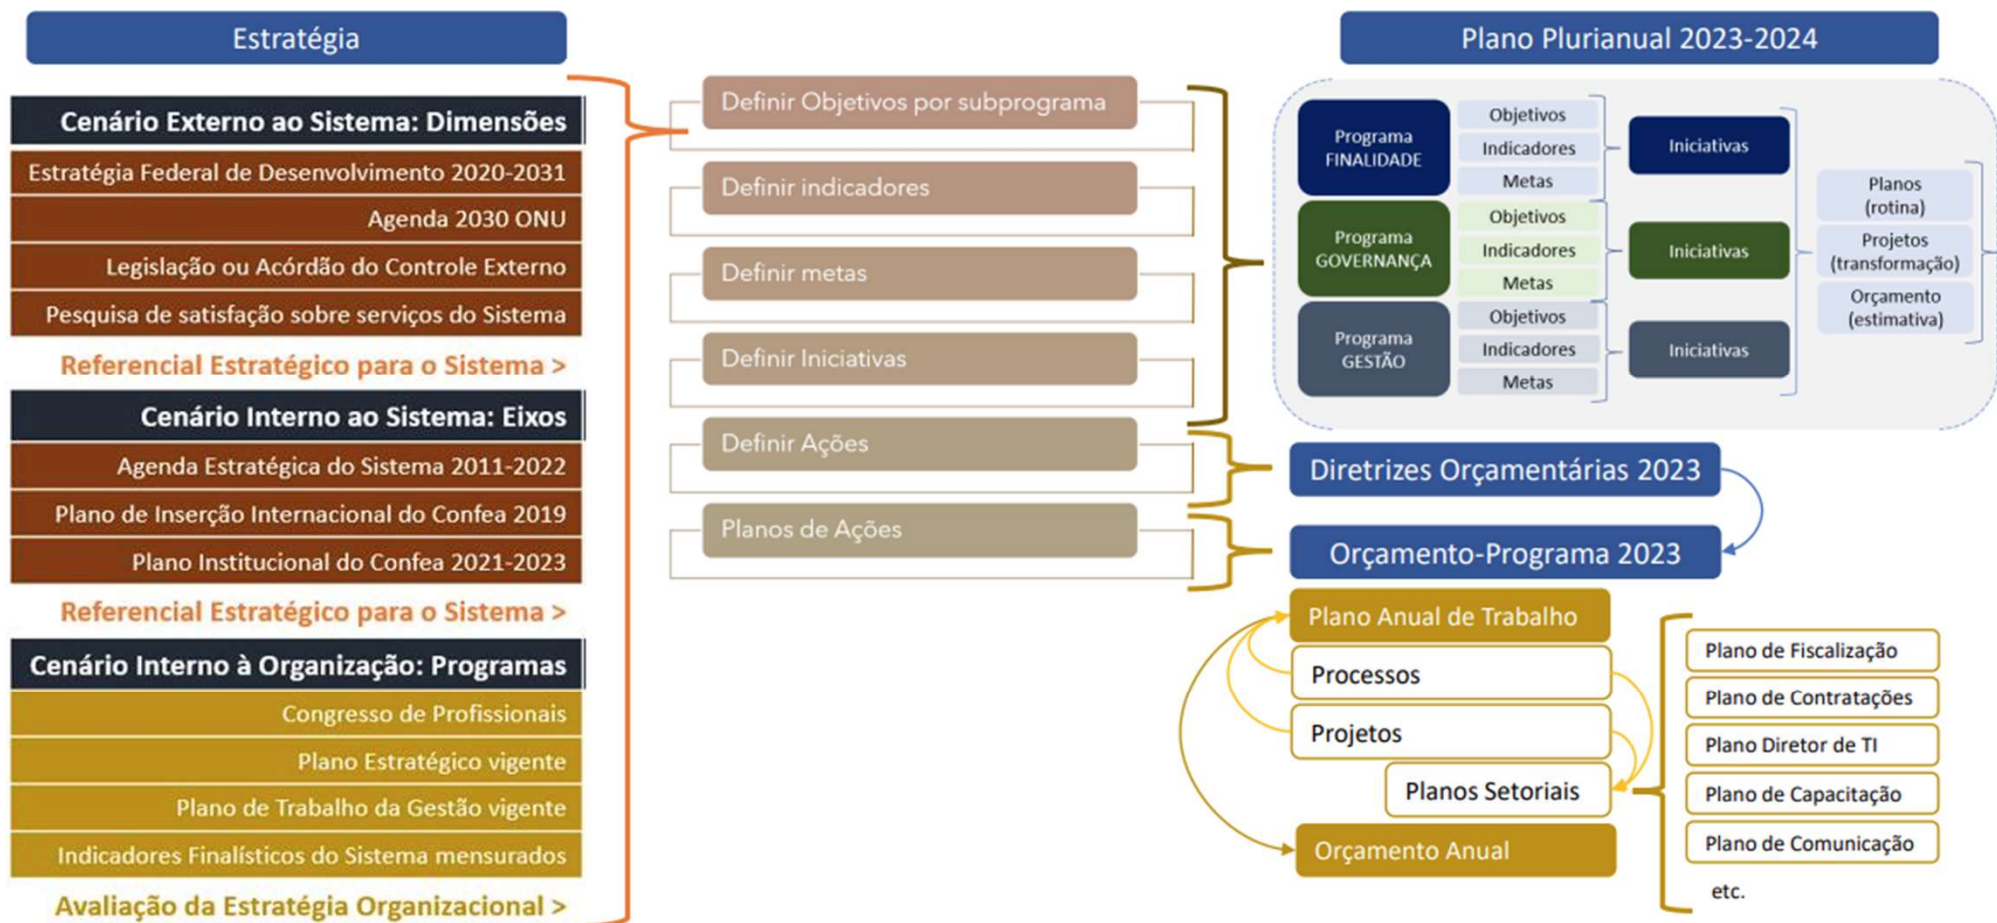 Estratégia
Cenário Externo ao Sistema: Dimensões
Estratégia Federal de Desenvolvimento 2020-2031
Agenda 2030 ONU
Legislação ou Acórdão do Controle Externo
Pesquisa de satisfação sobre serviços do Sistema
Referencial Estratégico para o Sistema >
Cenário Interno ao Sistema: Eixos
Agenda Estratégica do Sistema 2011-2022
Plano de Inserção Internacional do Confea 2019
Plano Institucional do Confea 2021-2023
Referencial Estratégico para o Sistema >
Cenário Interno à Organização: Programas
Congresso de Profissionais
Plano Estratégico vigente
Plano de Trabalho da Gestão vigente
Indicadores Finalísticos do Sistema mensurados
Avaliação da Estratégia Organizacional >
Definir Objetivos por subprograma
Definir indicadores
Definir metas
Definir Iniciativas
Definir Ações
Planos de Ações
Plano Plurianual 2023-2024
Programa
FINALIDADE
Objetivos
Indicadores
Metas
Iniciativas
Programa
GOVERNANÇA
Objetivos
Indicadores
Metas
Iniciativas
Programa
GESTÃO
Objetivos
Indicadores
Metas
Iniciativas
Planos
(rotina)
Projetos
(transformação)
Orçamento
(estimativa)
Diretrizes Orçamentárias 2023
Orçamento-Programa 2023
Plano Anual de Trabalho
Processos
Projetos
Planos Setoriais
Orçamento Anual
Plano de Fiscalização
Plano de Contratações
Plano Diretor de TI
Plano de Capacitação
Plano de Comunicação
etc.